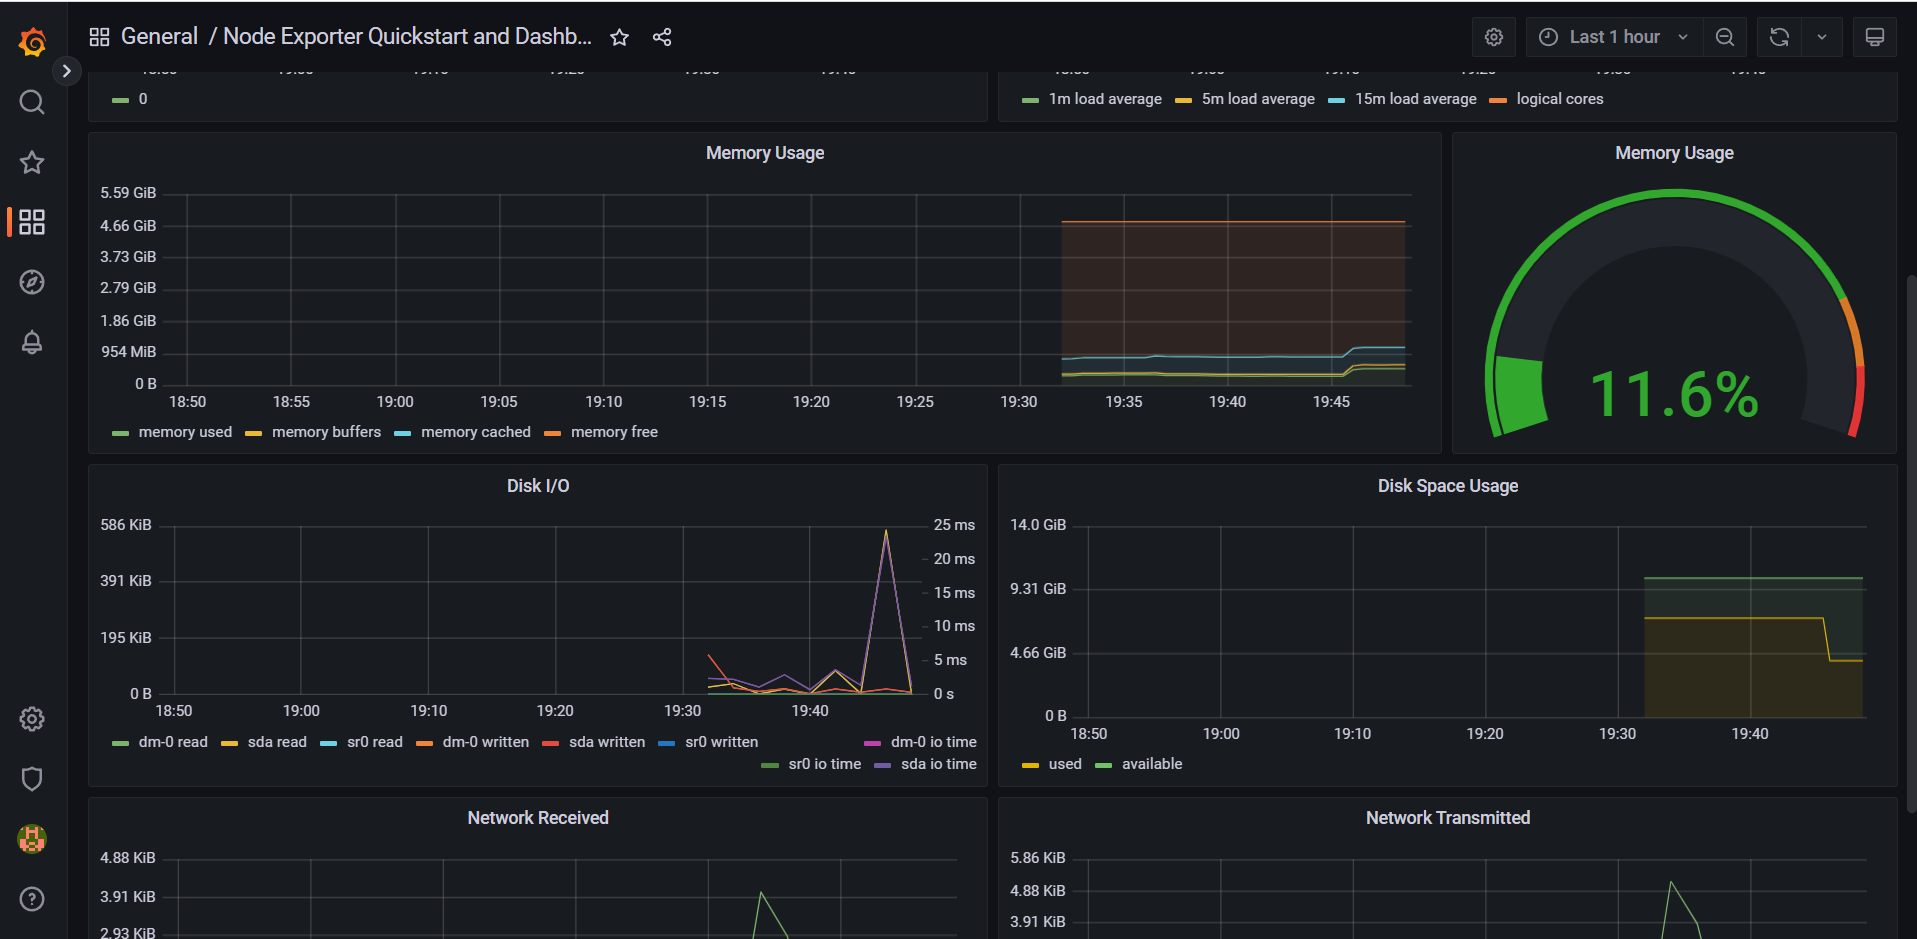 General / Node Exporter Quickstart and Dashb...
Last 1 hour
0
1m load average 5m load average 15m load average logical cores
Memory Usage
5.59 GiB
4.66 GiB
3.73 GiB
2.79 GiB
1.86 GiB
954 MiB
0 B
18:50 18:55 19:00 19:05 19:10 19:15 19:20 19:25 19:30 19:35 19:40 19:45
memory used memory buffers memory cached memory free
Memory Usage
11.6%
Disk I/O
586 KiB
391 KiB
195 KiB
0 B
25 ms
20 ms
15 ms
10 ms
5 ms
0 s
18:50 19:00 19:10 19:20 19:30 19:40
dm-0 read sda read sr0 read dm-0 written sda written sr0 written dm-0 io time
sr0 io time sda io time
Disk Space Usage
14.0 GiB
9.31 GiB
4.66 GiB
0 B
18:50 19:00 19:10 19:20 19:30 19:40
used available
Network Received
4.88 KiB
3.91 KiB
2.93 KiB
Network Transmitted
5.86 KiB
4.88 KiB
3.91 KiB